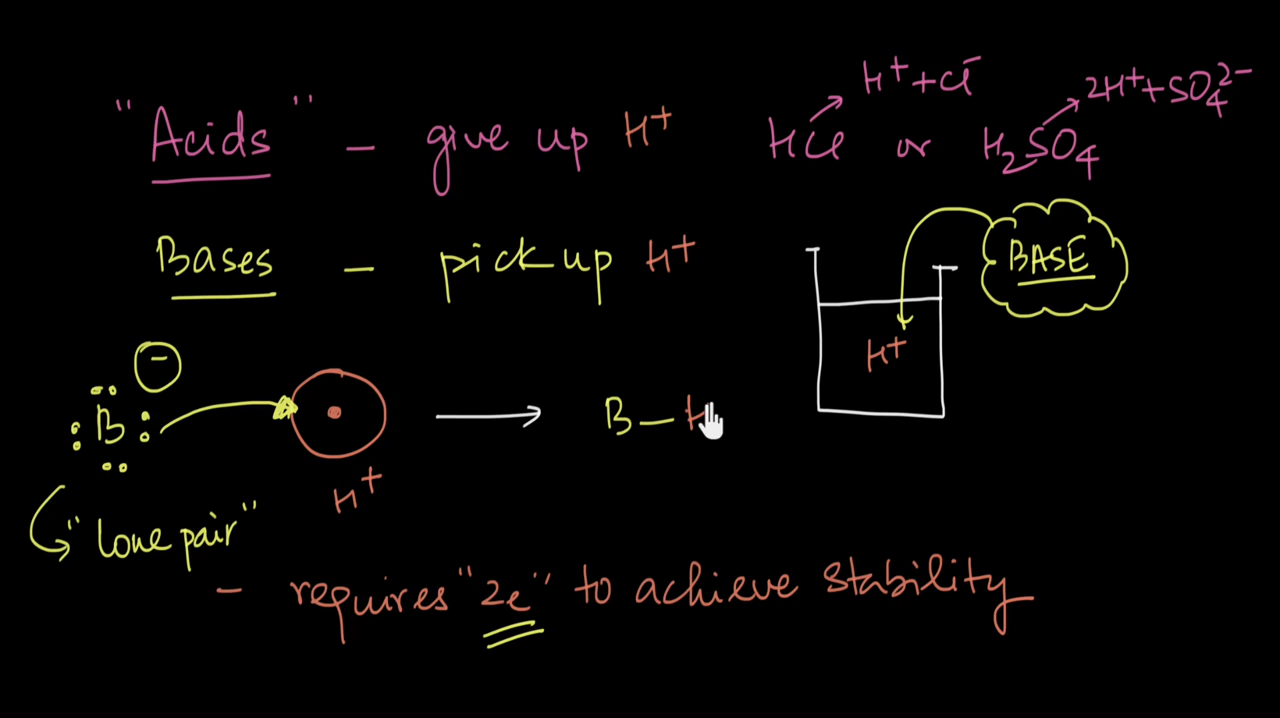 "Acids" - give up H⁺ HCl or H₂SO₄
H⁺ + Cl⁻
2H⁺ + SO₄²⁻
Bases - pick up H⁺
BASE
H⁺
:B: ⁻
B - H
H⁺
"lone pair"
- requires "2e" to achieve stability